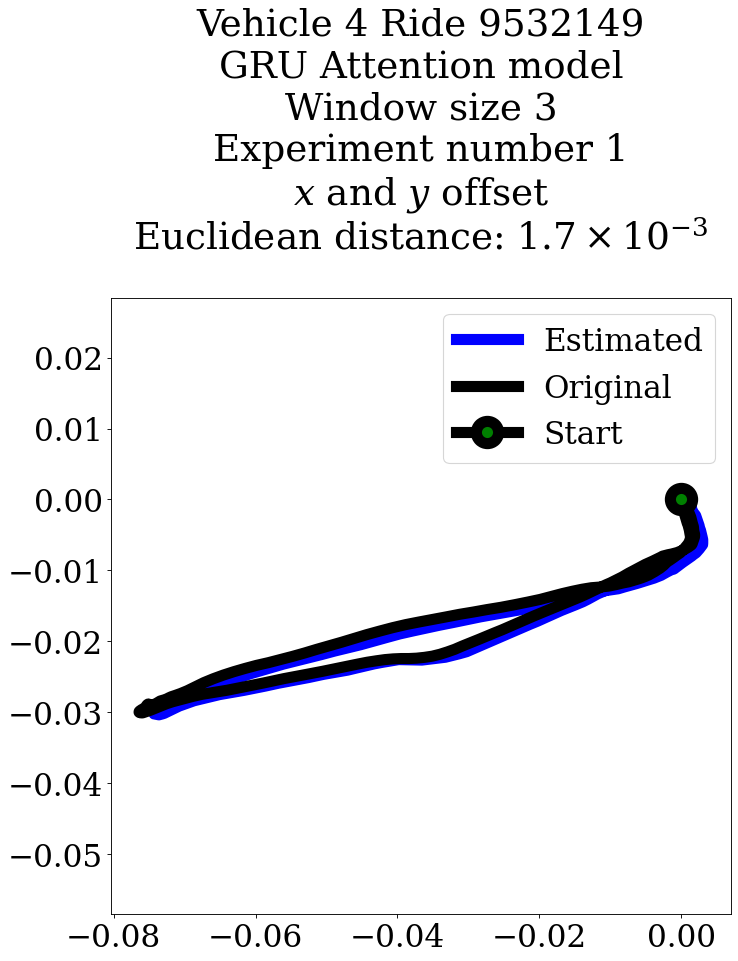 Vehicle 4 Ride 9532149
GRU Attention model
Window size 3
Experiment number 1
x and y offset
Euclidean distance: 1.7 × 10⁻³
Estimated
Original
Start
0.02
0.01
0.00
−0.01
−0.02
−0.03
−0.04
−0.05
−0.08 −0.06 −0.04 −0.02 0.00